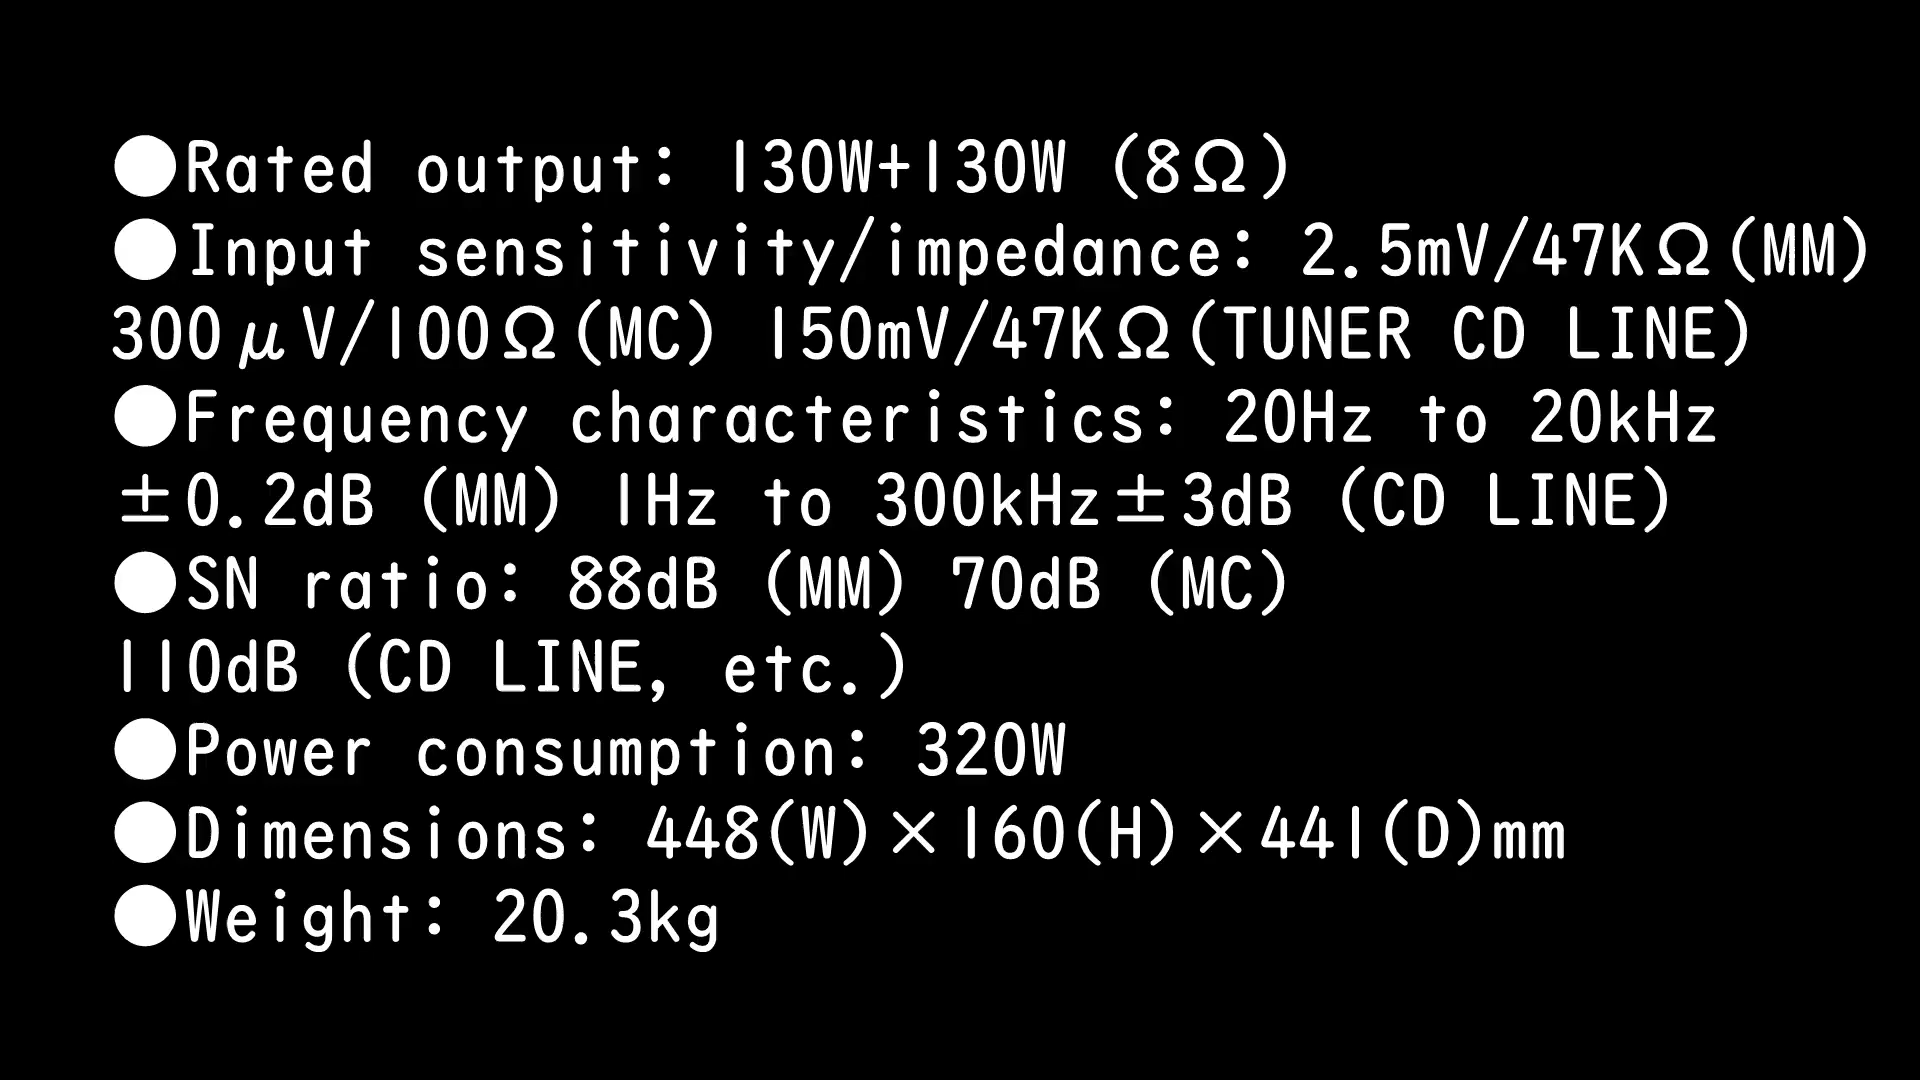 ●Rated output: 130W+130W (8Ω)
●Input sensitivity/impedance: 2.5mV/47KΩ(MM)
300μV/100Ω(MC) 150mV/47KΩ(TUNER CD LINE)
●Frequency characteristics: 20Hz to 20kHz
±0.2dB (MM) 1Hz to 300kHz±3dB (CD LINE)
●SN ratio: 88dB (MM) 70dB (MC)
110dB (CD LINE, etc.)
●Power consumption: 320W
●Dimensions: 448(W)×160(H)×441(D)mm
●Weight: 20.3kg